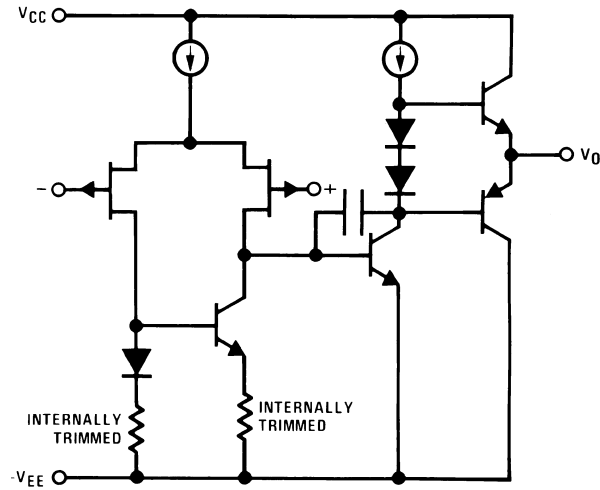 VCC
VO
−
+
INTERNALLY
TRIMMED
INTERNALLY
TRIMMED
-VEE